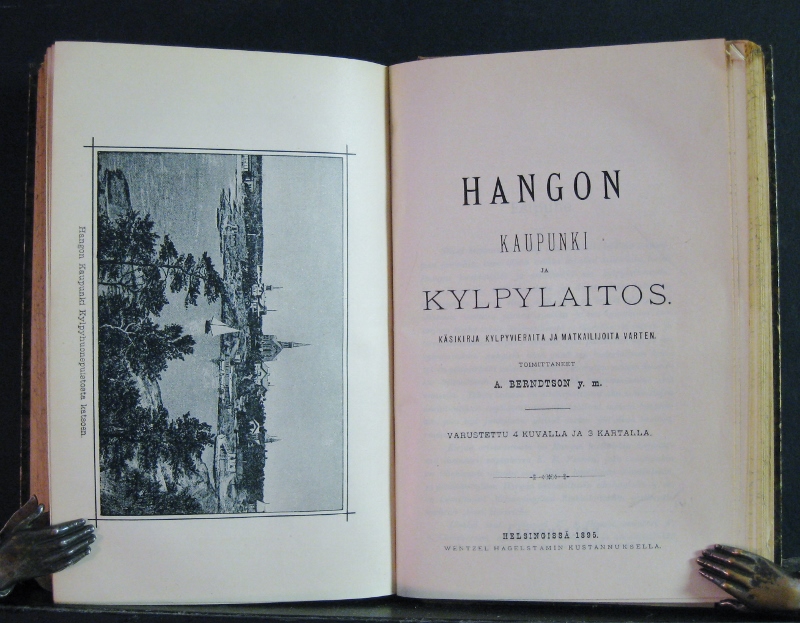 Hangon Kaupunki Kylpyhuonepuistosta katsoen.
HANGON
KAUPUNKI
JA
KYLPYLAITOS.
KÄSIKIRJA KYLPYVIERAITA JA MATKAILIJOITA VARTEN.
TOIMITTANEET
A. BERNDTSON y. m.
VARUSTETTU 4 KUVALLA JA 3 KARTALLA.
HELSINGISSÄ 1895.
WENTZEL HAGELSTAMIN KUSTANNUKSELLA.